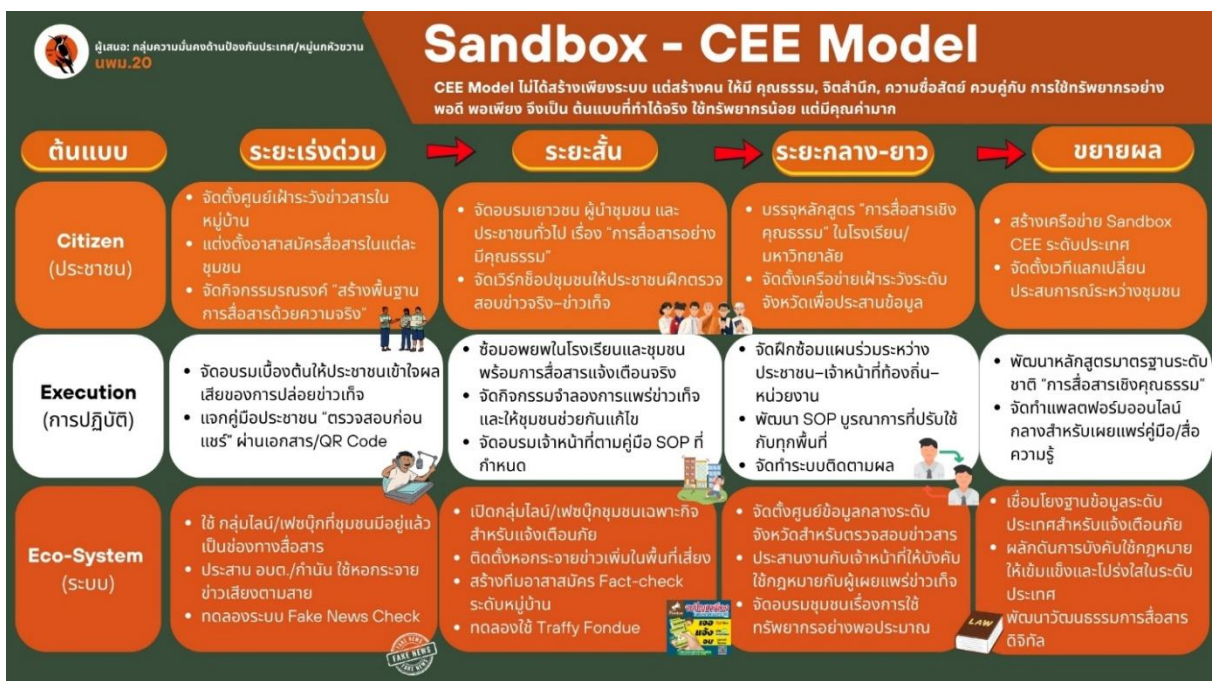 ผู้เสนอ: กลุ่มความมั่นคงด้านป้องกันประเทศ/หมู่นกหัวขวาน
นพม.20
Sandbox - CEE Model
CEE Model ไม่ได้สร้างเพียงระบบ แต่สร้างคน ให้มี คุณธรรม, จิตสำนึก, ความซื่อสัตย์ ควบคู่กับ การใช้ทรัพยากรอย่าง
พอดี พอเพียง จึงเป็น ต้นแบบที่ทำได้จริง ใช้ทรัพยากรน้อย แต่มีคุณค่ามาก
ต้นแบบ
ระยะเร่งด่วน
ระยะสั้น
ระยะกลาง-ยาว
ขยายผล
Citizen
(ประชาชน)
• จัดตั้งศูนย์เฝ้าระวังข่าวสารใน
หมู่บ้าน
• แต่งตั้งอาสาสมัครสื่อสารในแต่ละ
ชุมชน
• จัดกิจกรรมรณรงค์ "สร้างพื้นฐาน
การสื่อสารด้วยความจริง"
• จัดอบรมเยาวชน ผู้นำชุมชน และ
ประชาชนทั่วไป เรื่อง "การสื่อสารอย่าง
มีคุณธรรม"
• จัดเวิร์กช็อปชุมชนให้ประชาชนฝึกตรวจ
สอบข่าวจริง–ข่าวเท็จ
• บรรจุหลักสูตร "การสื่อสารเชิง
คุณธรรม" ในโรงเรียน/
มหาวิทยาลัย
• จัดตั้งเครือข่ายเฝ้าระวังระดับ
จังหวัดเพื่อประสานข้อมูล
• สร้างเครือข่าย Sandbox
CEE ระดับประเทศ
• จัดตั้งเวทีแลกเปลี่ยน
ประสบการณ์ระหว่างชุมชน
Execution
(การปฏิบัติ)
• จัดอบรมเบื้องต้นให้ประชาชนเข้าใจผล
เสียของการปล่อยข่าวเท็จ
• แจกคู่มือประชาชน "ตรวจสอบก่อน
แชร์" ผ่านเอกสาร/QR Code
• ซ้อมอพยพในโรงเรียนและชุมชน
พร้อมการสื่อสารแจ้งเตือนจริง
• จัดกิจกรรมจำลองการแพร่ข่าวเท็จ
และให้ชุมชนช่วยกันแก้ไข
• จัดอบรมเจ้าหน้าที่ตามคู่มือ SOP ที่
กำหนด
• จัดฝึกซ้อมแผนร่วมระหว่าง
ประชาชน–เจ้าหน้าที่ท้องถิ่น–
หน่วยงาน
• พัฒนา SOP บูรณาการที่ปรับใช้
กับทุกพื้นที่
• จัดทำระบบติดตามผล
• พัฒนาหลักสูตรมาตรฐานระดับ
ชาติ "การสื่อสารเชิงคุณธรรม"
• จัดทำแพลตฟอร์มออนไลน์
กลางสำหรับเผยแพร่คู่มือ/สื่อ
ความรู้
Eco-System
(ระบบ)
• ใช้ กลุ่มไลน์/เฟซบุ๊กที่ชุมชนมีอยู่แล้ว
เป็นช่องทางสื่อสาร
• ประสาน อบต./กำนัน ใช้หอกระจาย
ข่าวเสียงตามสาย
• ทดลองระบบ Fake News Check
FAKE NEWS
• เปิดกลุ่มไลน์/เฟซบุ๊กชุมชนเฉพาะกิจ
สำหรับแจ้งเตือนภัย
• ติดตั้งหอกระจายข่าวเพิ่มในพื้นที่เสี่ยง
• สร้างทีมอาสาสมัคร Fact-check
ระดับหมู่บ้าน
• ทดลองใช้ Traffy Fondue
เจอ
แจ้ง
จบ
• จัดตั้งศูนย์ข้อมูลกลางระดับ
จังหวัดสำหรับตรวจสอบข่าวสาร
• ประสานงานกับเจ้าหน้าที่ให้บังคับ
ใช้กฎหมายกับผู้เผยแพร่ข่าวเท็จ
• จัดอบรมชุมชนเรื่องการใช้
ทรัพยากรอย่างพอประมาณ
LAW
• เชื่อมโยงฐานข้อมูลระดับ
ประเทศสำหรับแจ้งเตือนภัย
• ผลักดันการบังคับใช้กฎหมาย
ให้เข้มแข็งและโปร่งใสในระดับ
ประเทศ
พัฒนาวัฒนธรรมการสื่อสาร
ดิจิทัล